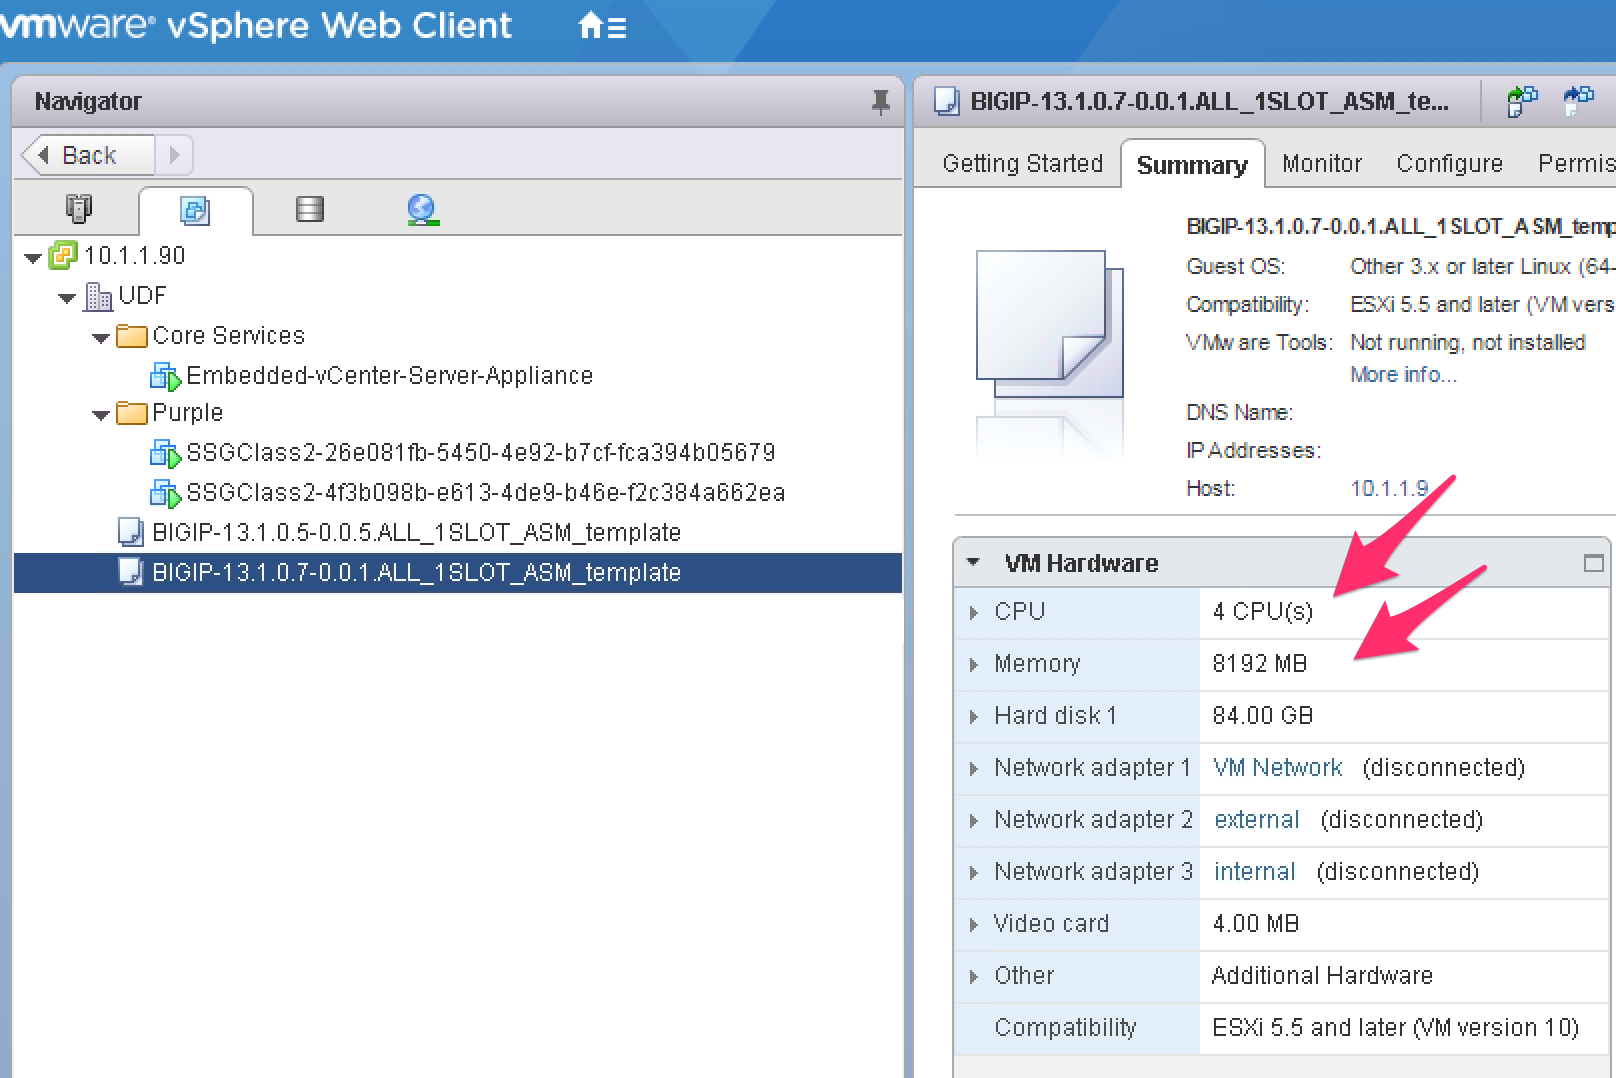 vmware® vSphere Web Client
Navigator
Back
10.1.1.90
UDF
Core Services
Embedded-vCenter-Server-Appliance
Purple
SSGClass2-26e081fb-5450-4e92-b7cf-fca394b05679
SSGClass2-4f3b098b-e613-4de9-b46e-f2c384a662ea
BIGIP-13.1.0.5-0.0.5.ALL_1SLOT_ASM_template
BIGIP-13.1.0.7-0.0.1.ALL_1SLOT_ASM_template
BIGIP-13.1.0.7-0.0.1.ALL_1SLOT_ASM_te...
Getting Started Summary Monitor Configure Permis
BIGIP-13.1.0.7-0.0.1.ALL_1SLOT_ASM_temp
Guest OS: Other 3.x or later Linux (64-
Compatibility: ESXi 5.5 and later (VM vers
VMware Tools: Not running, not installed
More info...
DNS Name:
IP Addresses:
Host: 10.1.1.9
VM Hardware
CPU 4 CPU(s)
Memory 8192 MB
Hard disk 1 84.00 GB
Network adapter 1 VM Network (disconnected)
Network adapter 2 external (disconnected)
Network adapter 3 internal (disconnected)
Video card 4.00 MB
Other Additional Hardware
Compatibility ESXi 5.5 and later (VM version 10)